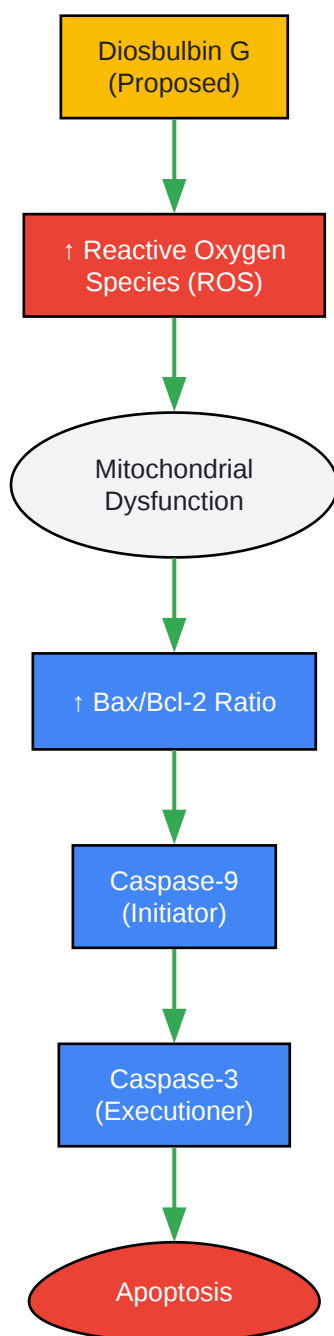 Diosbulbin G
(Proposed)
↑ Reactive Oxygen
Species (ROS)
Mitochondrial
Dysfunction
↑ Bax/Bcl-2 Ratio
Caspase-9
(Initiator)
Caspase-3
(Executioner)
Apoptosis